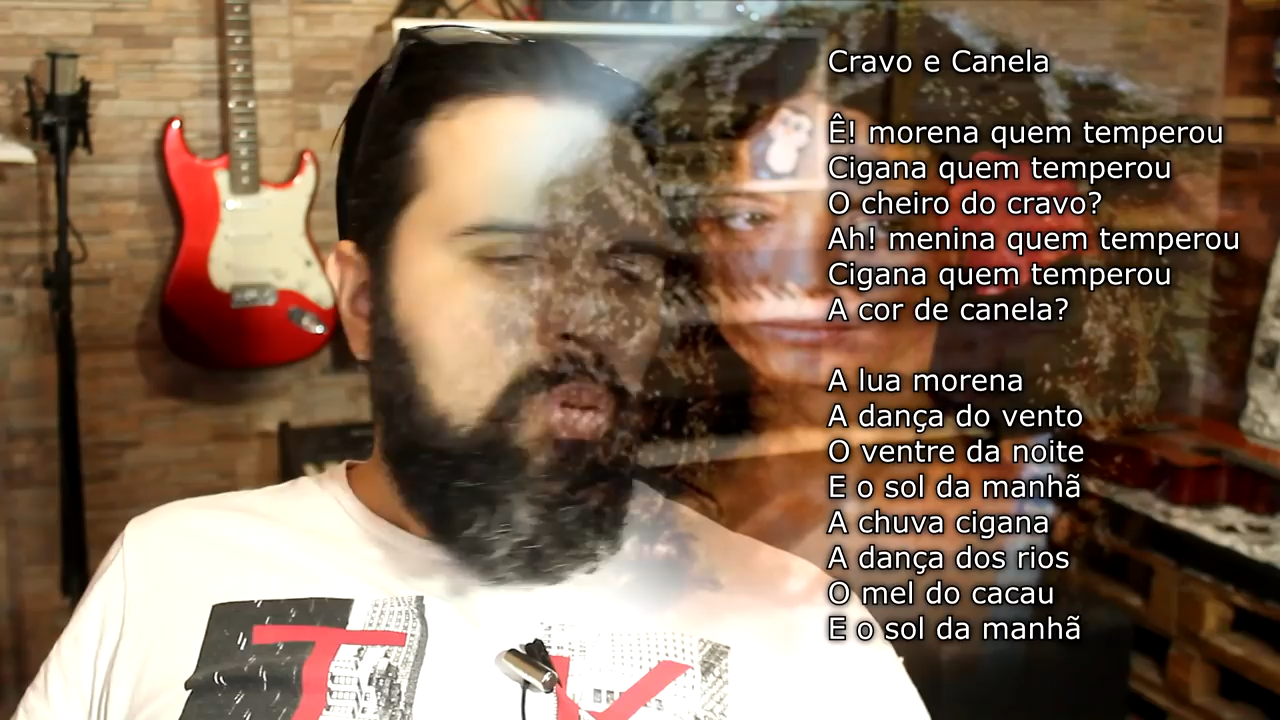 Cravo e Canela
Ê! morena quem temperou
Cigana quem temperou
O cheiro do cravo?
Ah! menina quem temperou
Cigana quem temperou
A cor de canela?
A lua morena
A dança do vento
O ventre da noite
E o sol da manhã
A chuva cigana
A dança dos rios
O mel do cacau
E o sol da manhã